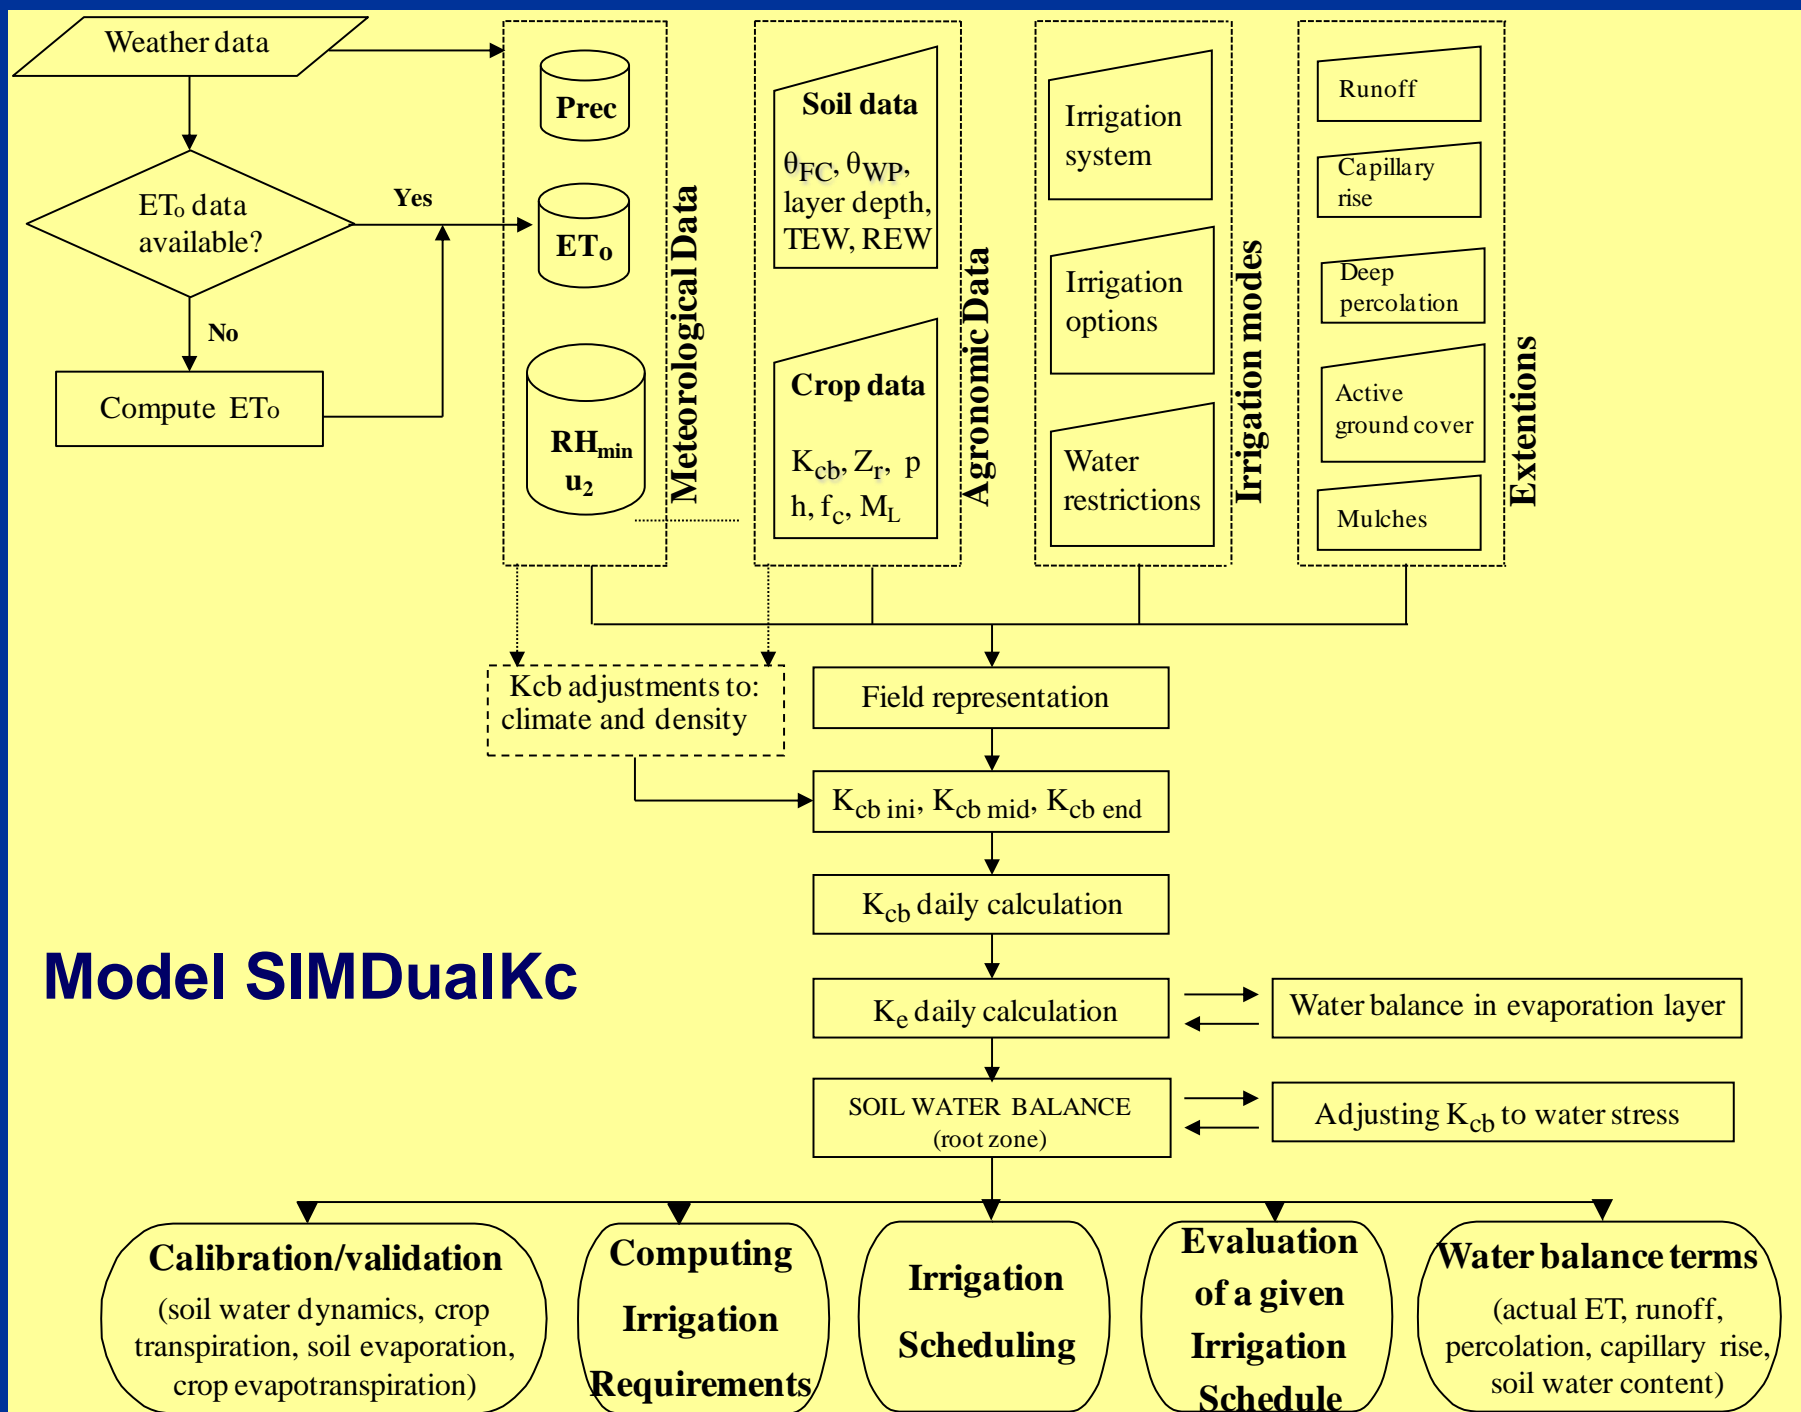 Weather data
ETo data
available?
Yes
No
Compute ETo
Prec
ETo
RHmin
u2
Meteorological Data
Soil data
θFC, θWP,
layer depth,
TEW, REW
Crop data
Kcb, Zr, p
h, fc, ML
Agronomic Data
Irrigation
system
Irrigation
options
Water
restrictions
Irrigation modes
Runoff
Capillary
rise
Deep
percolation
Active
ground cover
Mulches
Extentions
Kcb adjustments to:
climate and density
Field representation
Kcb ini, Kcb mid, Kcb end
Kcb daily calculation
Model SIMDualKc
Ke daily calculation
Water balance in evaporation layer
SOIL WATER BALANCE
(root zone)
Adjusting Kcb to water stress
Calibration/validation
(soil water dynamics, crop
transpiration, soil evaporation,
crop evapotranspiration)
Computing
Irrigation
Requirements
Irrigation
Scheduling
Evaluation
of a given
Irrigation
Schedule
Water balance terms
(actual ET, runoff,
percolation, capillary rise,
soil water content)